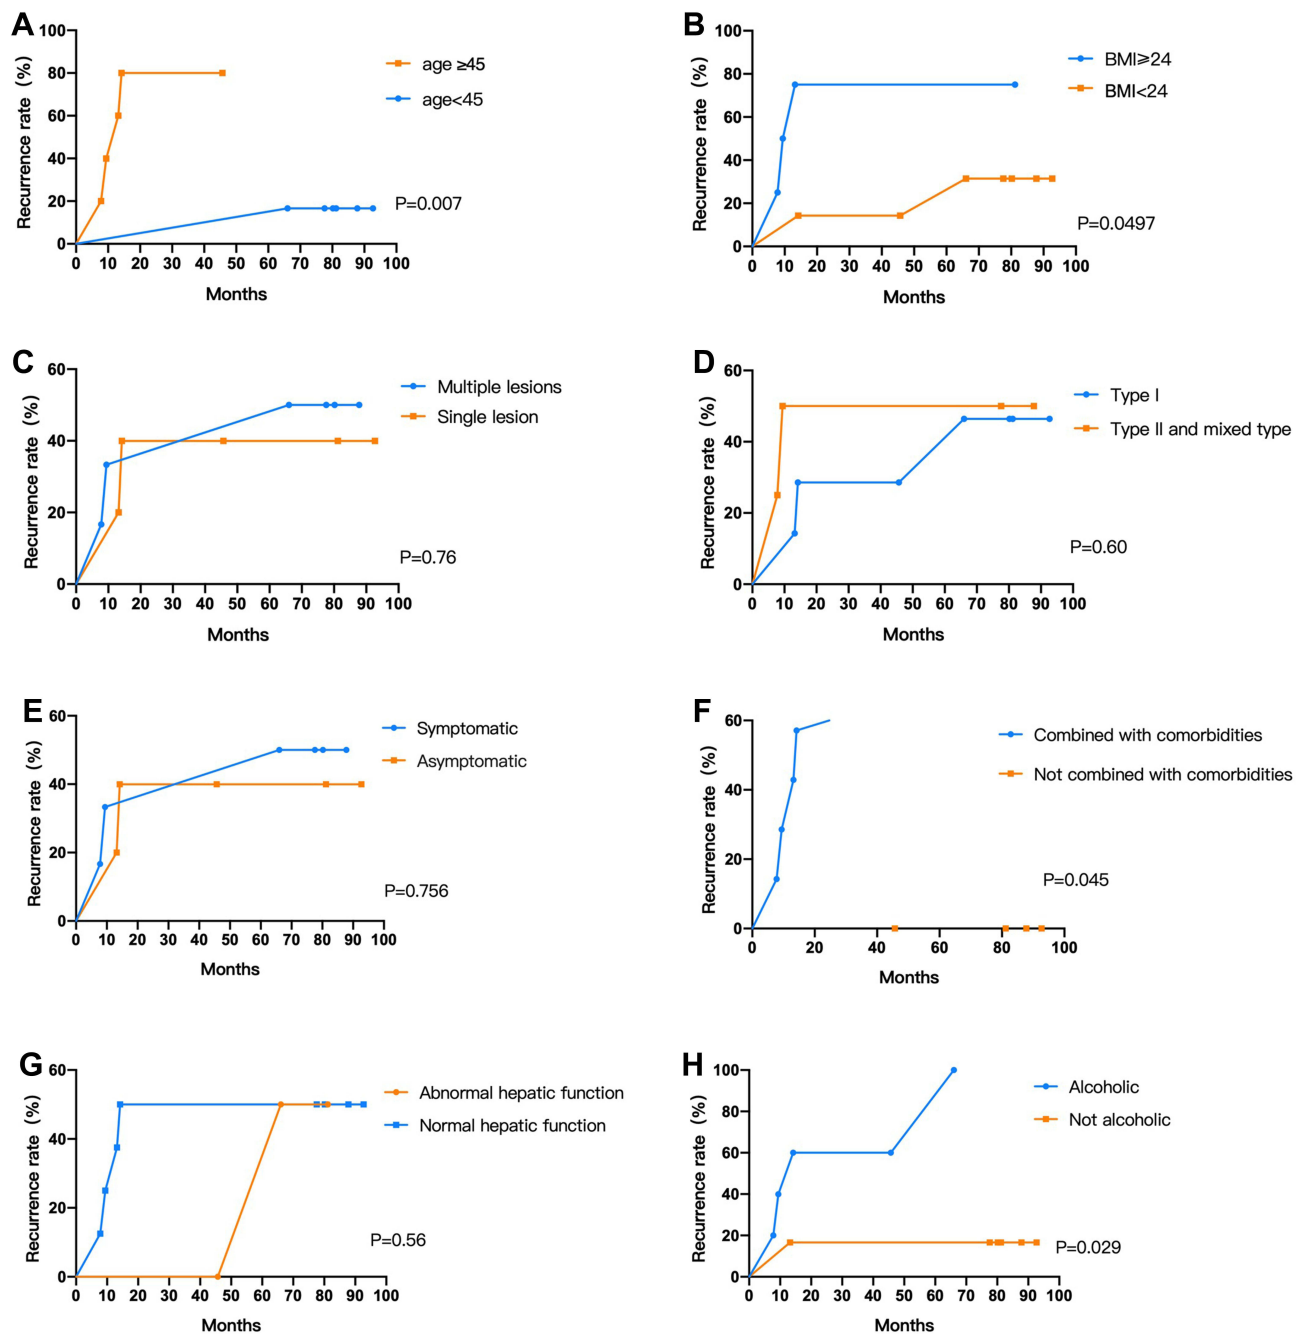 A
Recurrence rate (%)
100
80
60
40
20
0
0 10 20 30 40 50 60 70 80 90 100
Months
age ≥45
age<45
P=0.007
B
Recurrence rate (%)
100
80
60
40
20
0
0 10 20 30 40 50 60 70 80 90 100
Months
BMI≥24
BMI<24
P=0.0497
C
Recurrence rate (%)
60
40
20
0
0 10 20 30 40 50 60 70 80 90 100
Months
Multiple lesions
Single lesion
P=0.76
D
Recurrence rate (%)
60
40
20
0
0 10 20 30 40 50 60 70 80 90 100
Months
Type I
Type II and mixed type
P=0.60
E
Recurrence rate (%)
60
40
20
0
0 10 20 30 40 50 60 70 80 90 100
Months
Symptomatic
Asymptomatic
P=0.756
F
Recurrence rate (%)
60
40
20
0
0 20 40 60 80 100
Months
Combined with comorbidities
Not combined with comorbidities
P=0.045
G
Recurrence rate (%)
60
40
20
0
0 10 20 30 40 50 60 70 80 90 100
Months
Abnormal hepatic function
Normal hepatic function
P=0.56
H
Recurrence rate (%)
100
80
60
40
20
0
0 10 20 30 40 50 60 70 80 90 100
Months
Alcoholic
Not alcoholic
P=0.029